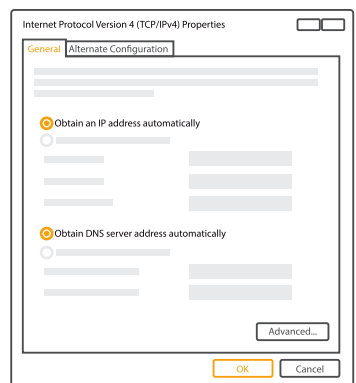 Internet Protocol Version 4 (TCP/IPv4) Properties
General
Alternate Configuration
Obtain an IP address automatically
Obtain DNS server address automatically
Advanced...
OK
Cancel